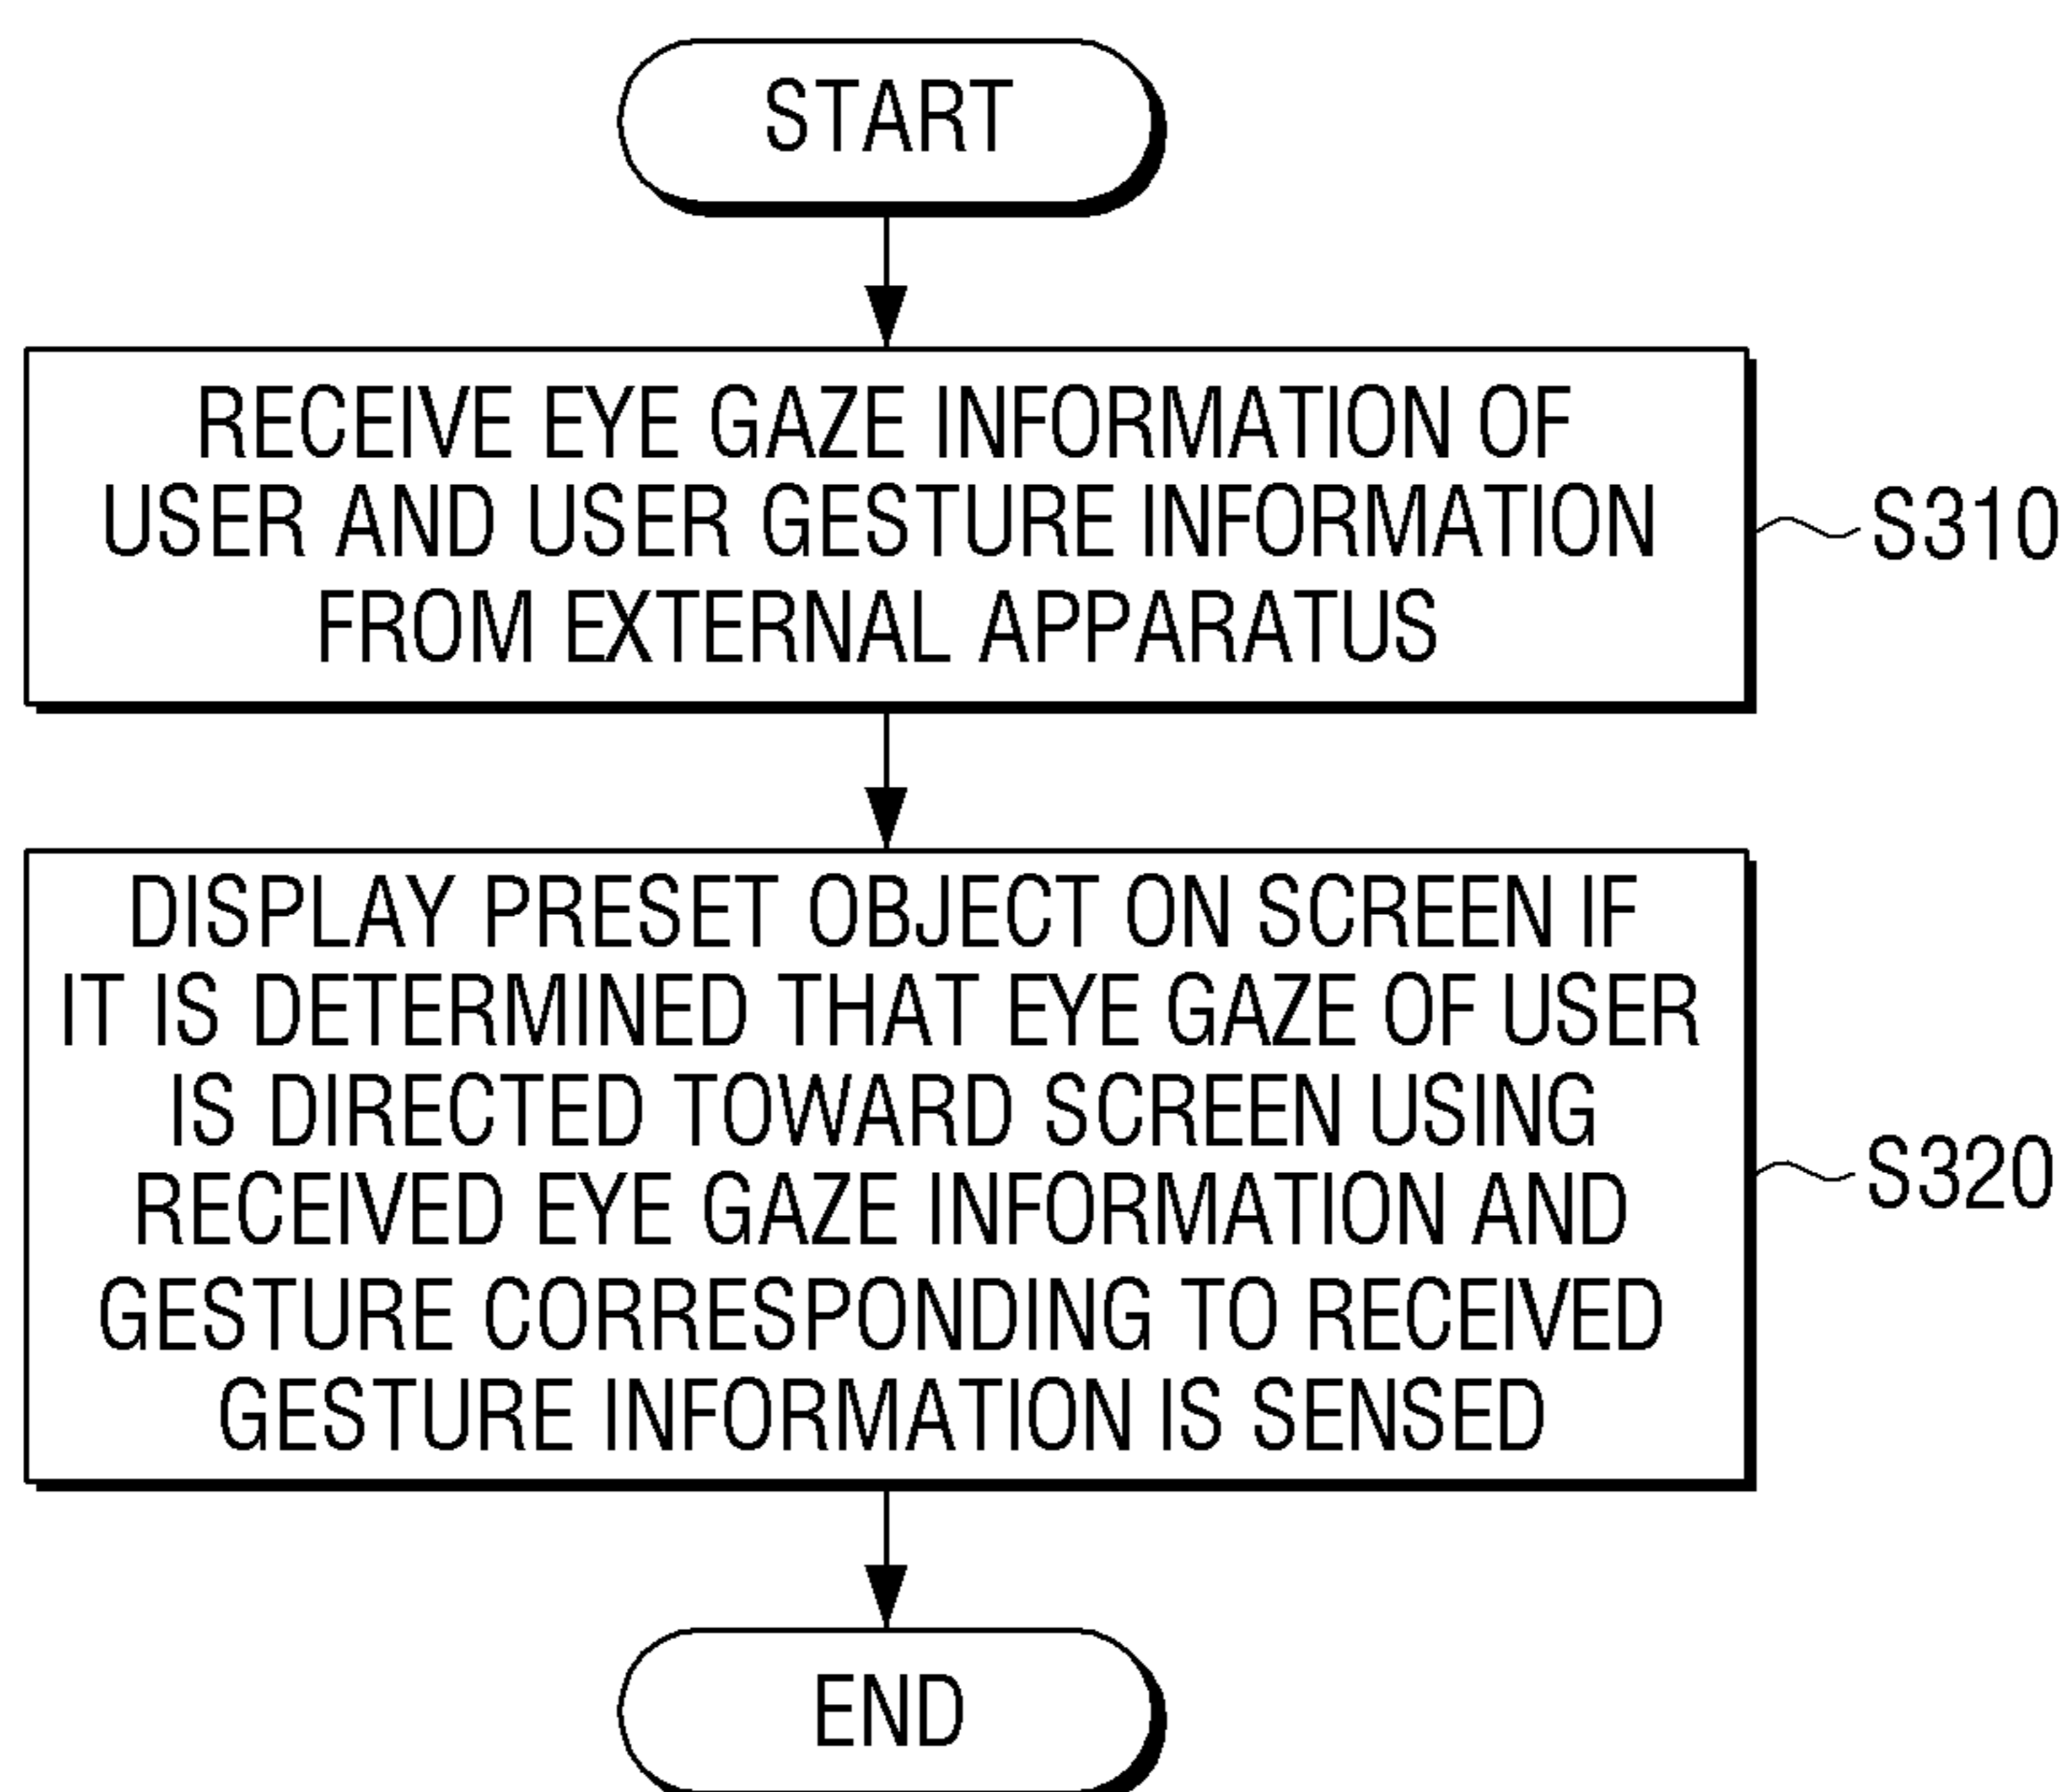 START
RECEIVE EYE GAZE INFORMATION OF
USER AND USER GESTURE INFORMATION
FROM EXTERNAL APPARATUS
S310
DISPLAY PRESET OBJECT ON SCREEN IF
IT IS DETERMINED THAT EYE GAZE OF USER
IS DIRECTED TOWARD SCREEN USING
RECEIVED EYE GAZE INFORMATION AND
GESTURE CORRESPONDING TO RECEIVED
GESTURE INFORMATION IS SENSED
S320
END